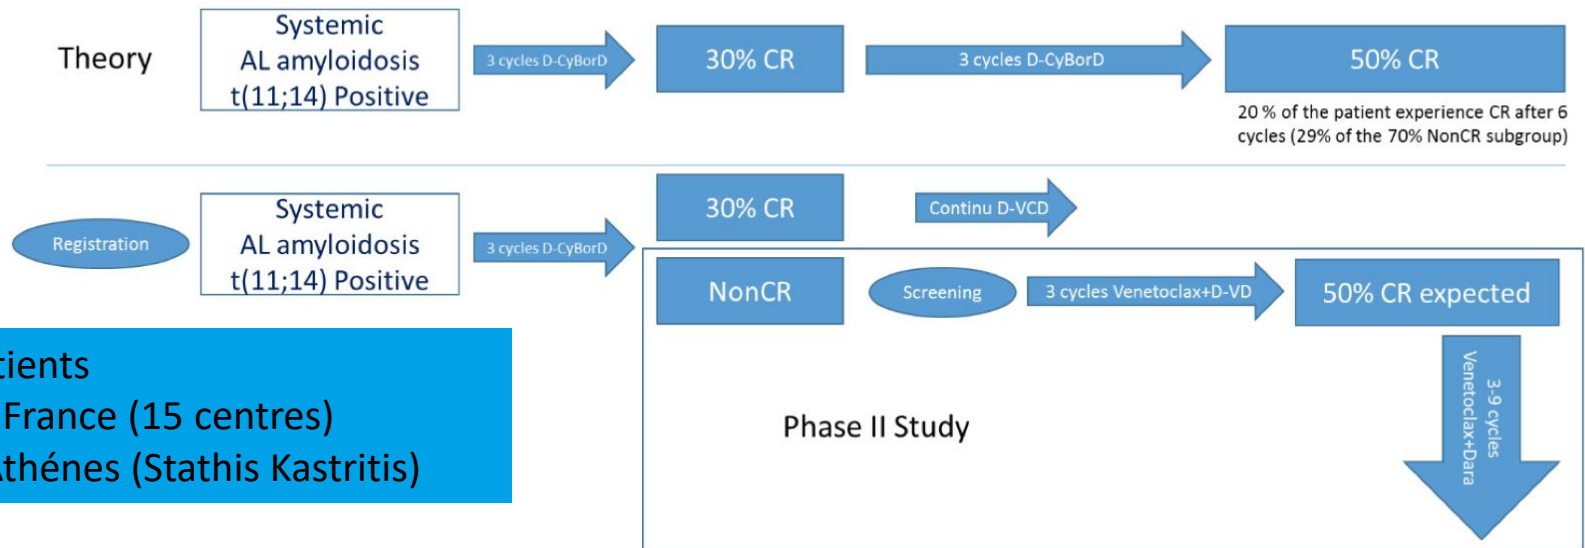 Theory
Systemic
AL amyloidosis
t(11;14) Positive
3 cycles D-CyBorD
30% CR
3 cycles D-CyBorD
50% CR
20 % of the patient experience CR after 6
cycles (29% of the 70% NonCR subgroup)
Registration
Systemic
AL amyloidosis
t(11;14) Positive
3 cycles D-CyBorD
30% CR
Continu D-VCD
NonCR
Screening
3 cycles Venetoclax+D-VD
50% CR expected
3-9 cycles
Venetoclax+Dara
Phase II Study
France (15 centres)
(Stathis Kastritis)